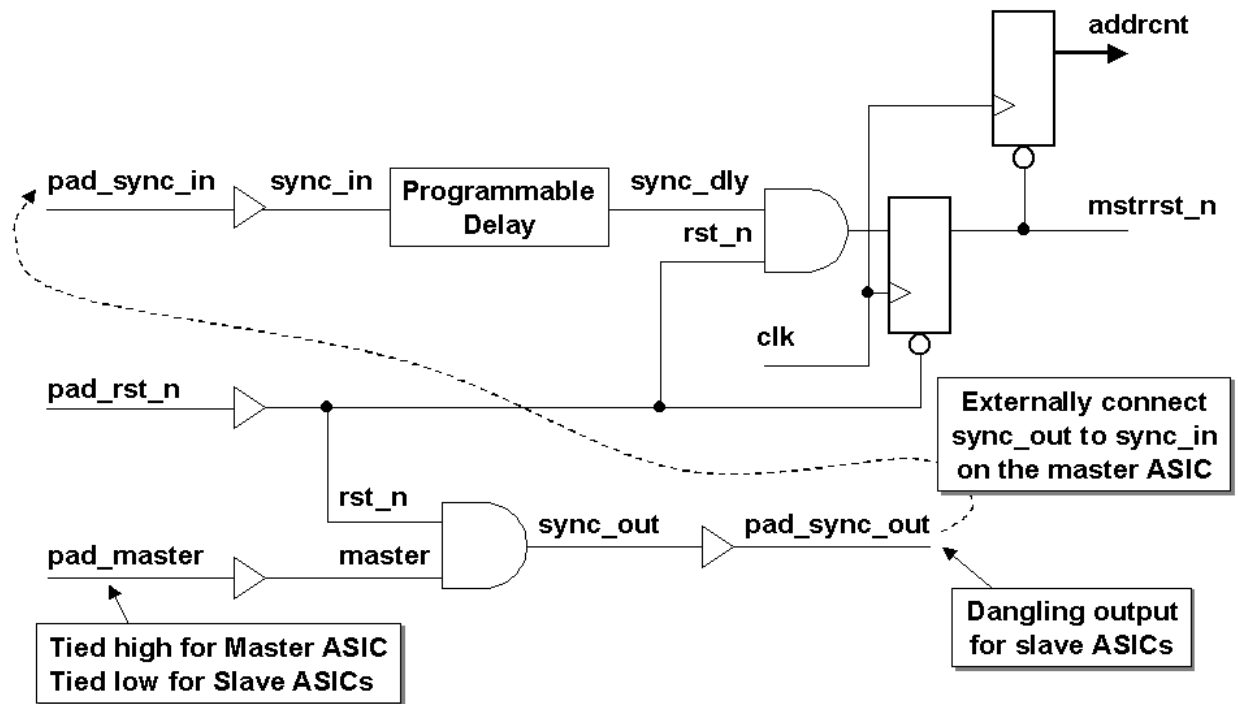 addrcnt
pad_sync_in
sync_in
Programmable
Delay
sync_dly
rst_n
mstrrst_n
clk
pad_rst_n
Externally connect
sync_out to sync_in
on the master ASIC
rst_n
pad_master
master
sync_out
pad_sync_out
Tied high for Master ASIC
Tied low for Slave ASICs
Dangling output
for slave ASICs